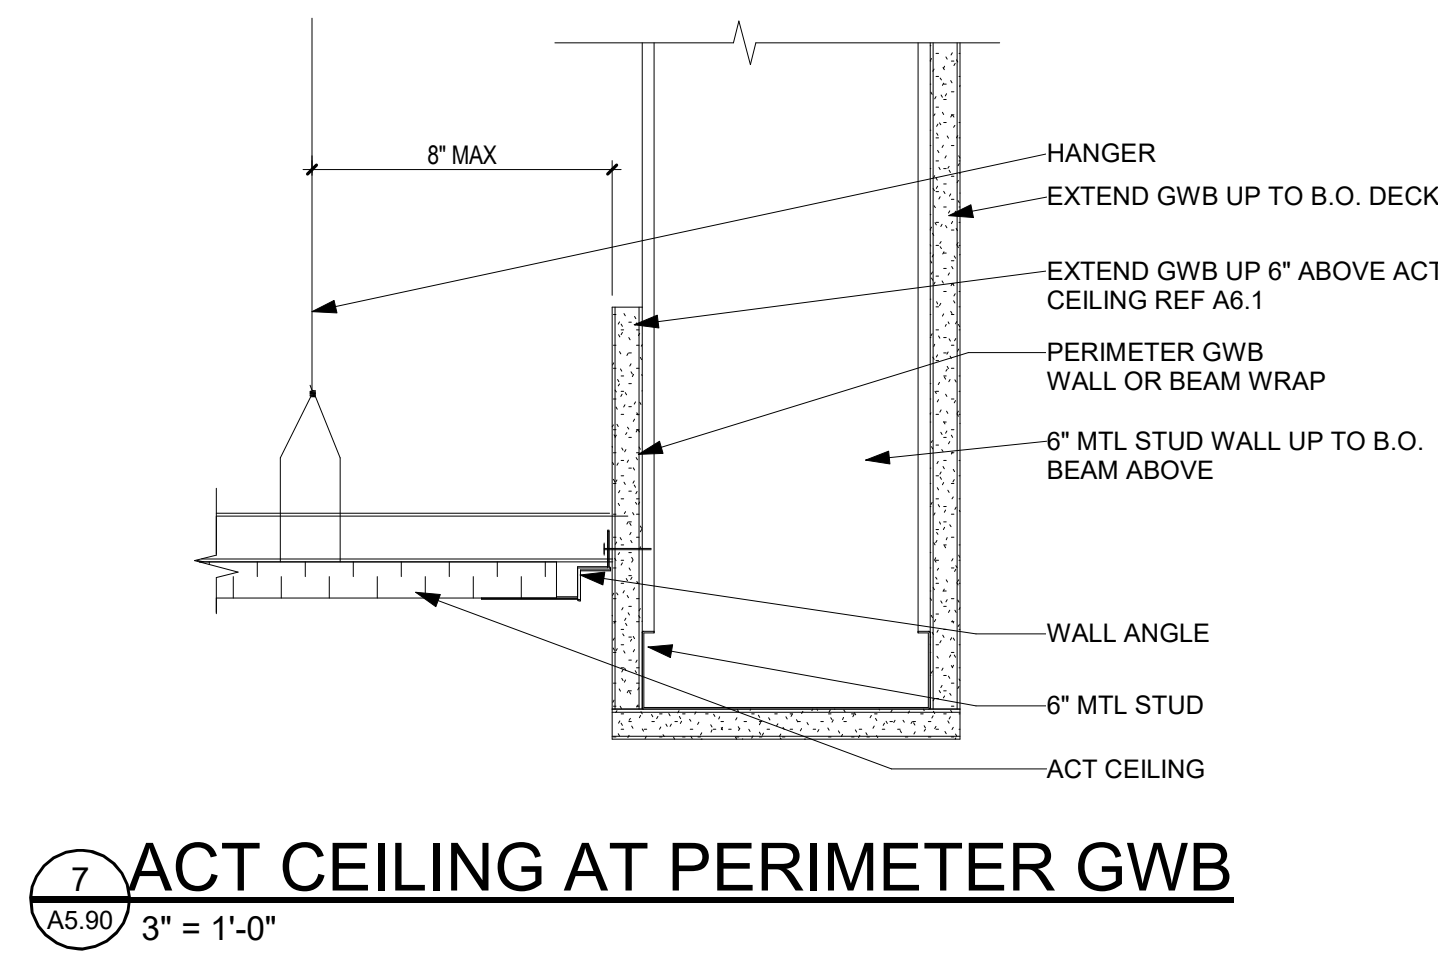 8" MAX
HANGER
EXTEND GWB UP TO B.O. DECK
EXTEND GWB UP 6" ABOVE ACT
CEILING REF A6.1
PERIMETER GWB
WALL OR BEAM WRAP
6" MTL STUD WALL UP TO B.O.
BEAM ABOVE
WALL ANGLE
6" MTL STUD
ACT CEILING
7
ACT CEILING AT PERIMETER GWB
A5.90
3" = 1'-0"